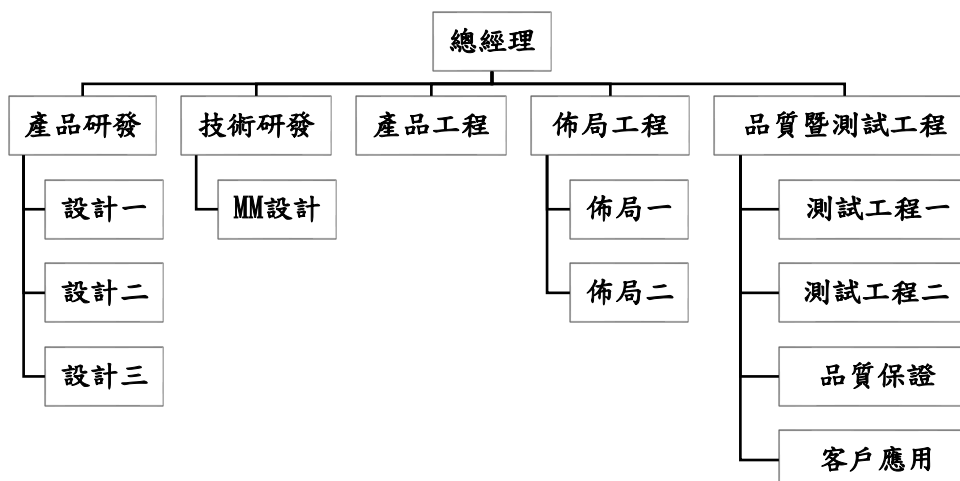 總經理
產品研發
技術研發
產品工程
佈局工程
品質暨測試工程
設計一
MM設計
佈局一
測試工程一
設計二
佈局二
測試工程二
設計三
品質保證
客戶應用